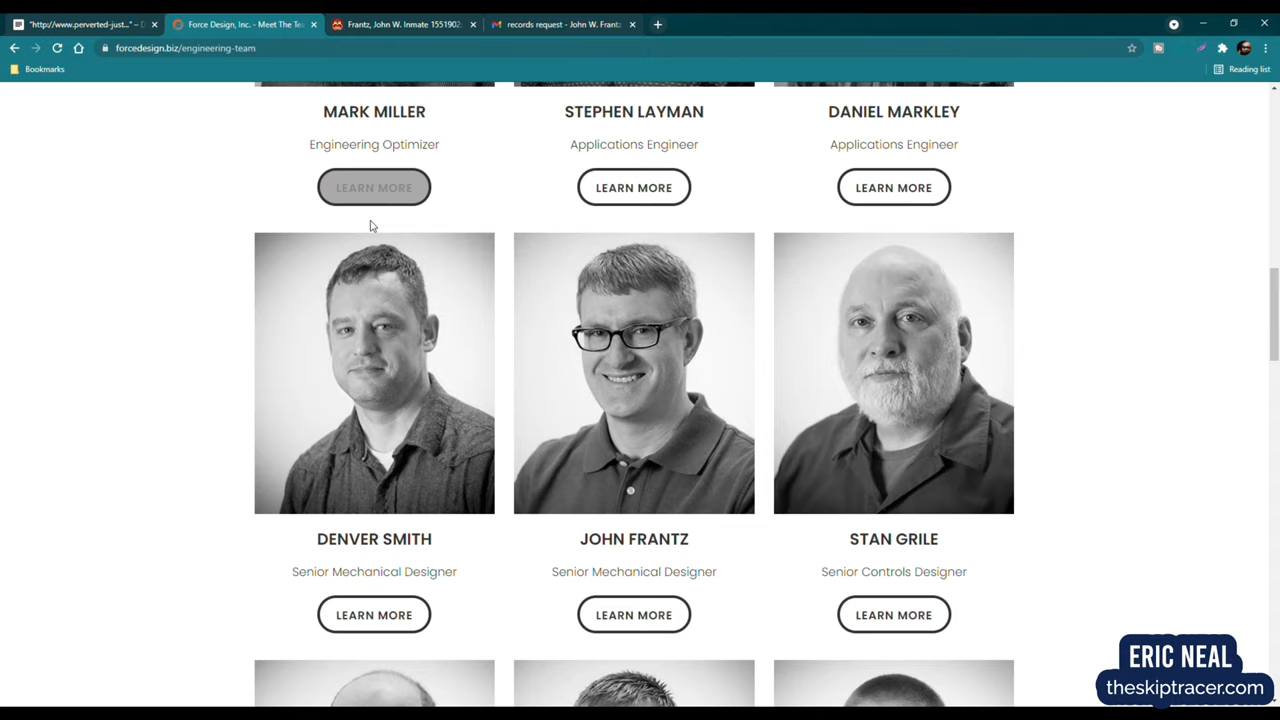 "http://www.perverted-just..." – D
Force Design, Inc. - Meet The Te
Frantz, John W. Inmate 1551902
records request - John W. Frantz
forcedesign.biz/engineering-team
Bookmarks
Reading list
MARK MILLER
STEPHEN LAYMAN
DANIEL MARKLEY
Engineering Optimizer
Applications Engineer
Applications Engineer
LEARN MORE
LEARN MORE
LEARN MORE
DENVER SMITH
JOHN FRANTZ
STAN GRILE
Senior Mechanical Designer
Senior Mechanical Designer
Senior Controls Designer
LEARN MORE
LEARN MORE
LEARN MORE
ERIC NEAL
theskiptracer.com